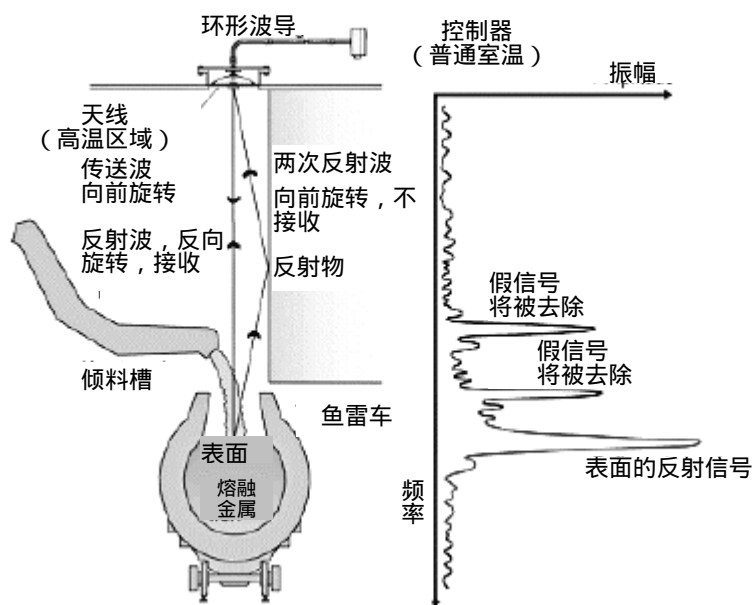 环形波导
控制器
（普通室温）
振幅
天线
（高温区域）
传送波
向前旋转
两次反射波
向前旋转，不
接收
反射波，反向
旋转，接收
反射物
假信号
将被去除
假信号
将被去除
倾料槽
鱼雷车
表面
表面的反射信号
熔融
金属
频
率